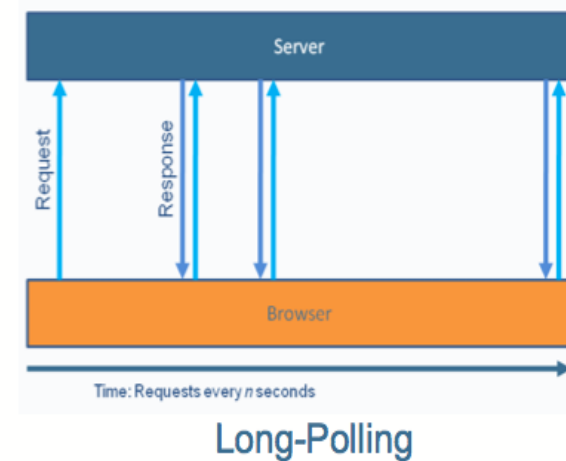 Server
Request
Response
Browser
Time: Requests every n seconds
Long-Polling